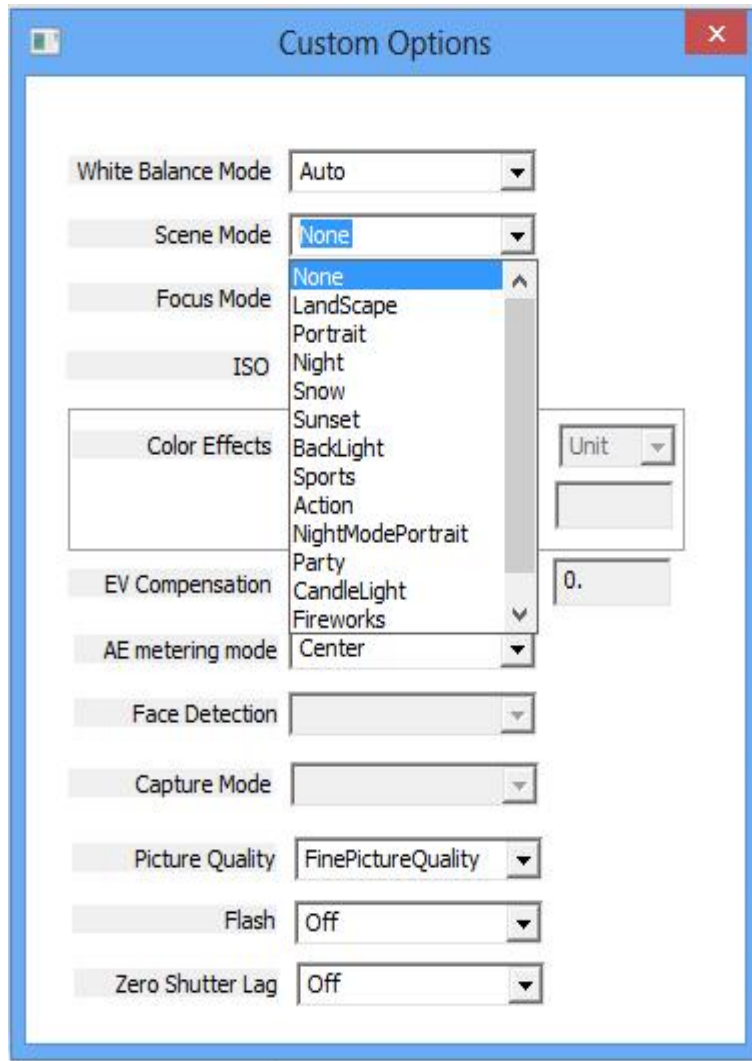 Custom Options
White Balance Mode Auto
Scene Mode None
None
Focus Mode
LandScape
Portrait
Night
ISO
Snow
Sunset
Color Effects
BackLight
Unit
Sports
Action
NightModePortrait
Party
EV Compensation
CandleLight
0.
Fireworks
AE metering mode Center
Face Detection
Capture Mode
Picture Quality FinePictureQuality
Flash Off
Zero Shutter Lag Off